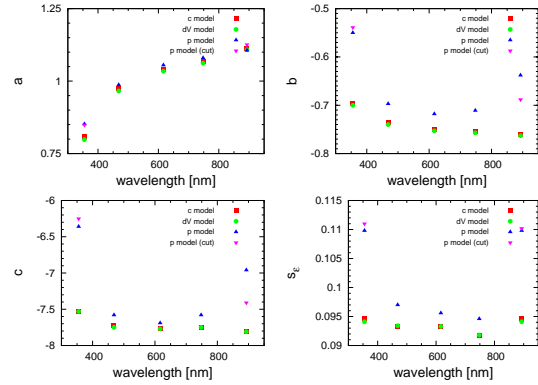 1.25
1
0.75
a
400
600
800
wavelength [nm]
c model
dV model
p model
p model (cut)
-0.5
-0.6
-0.7
-0.8
b
400
600
800
wavelength [nm]
c model
dV model
p model
p model (cut)
-6
-6.5
-7
-7.5
-8
c
400
600
800
wavelength [nm]
c model
dV model
p model
p model (cut)
0.115
0.11
0.105
0.1
0.095
0.09
sε
400
600
800
wavelength [nm]
c model
dV model
p model
p model (cut)